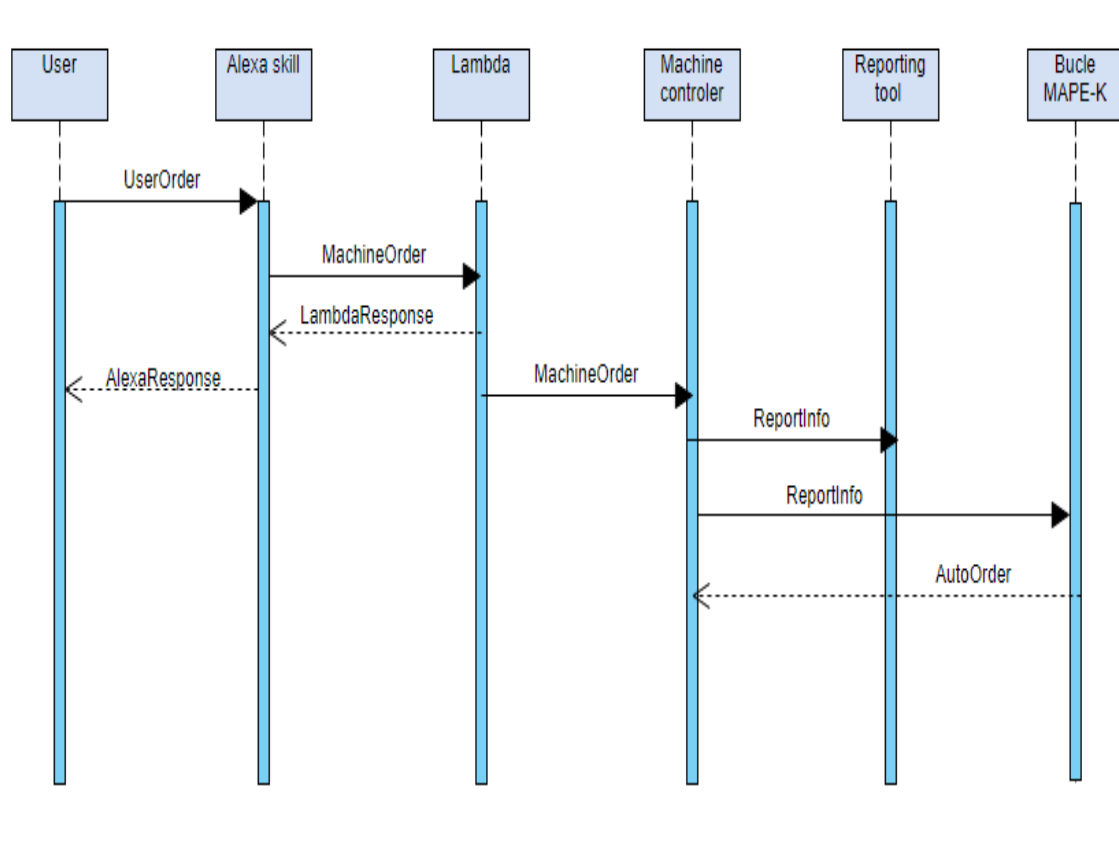 User
Alexa skill
Lambda
Machine
controler
Reporting
tool
Bucle
MAPE-K
UserOrder
MachineOrder
LambdaResponse
AlexaResponse
MachineOrder
ReportInfo
ReportInfo
AutoOrder